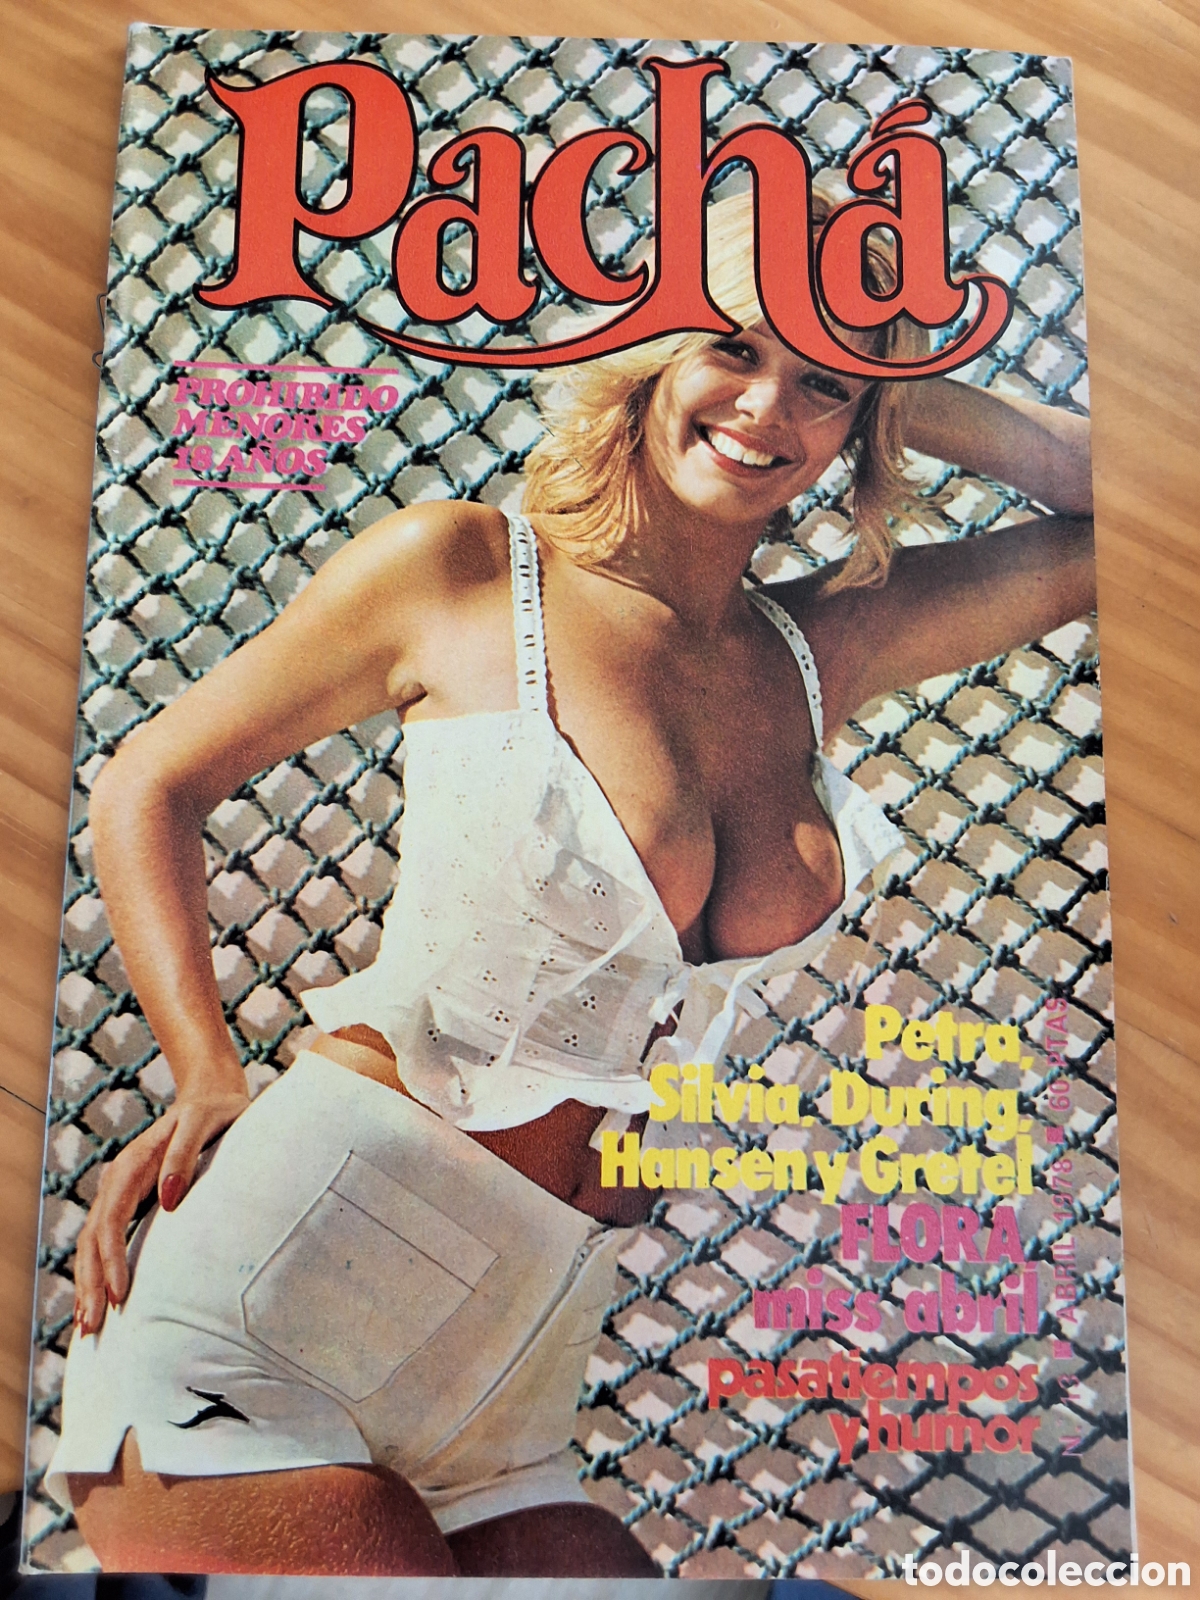 Pachá
PROHIBIDO
MENORES
18 AÑOS
Petra,
Silvia, During,
Hansen y Gretel
FLORA,
miss abril
pasatiempos
y humor
N.º 13 ■ ABRIL 1978 ■ 60 PTAS
todocoleccion